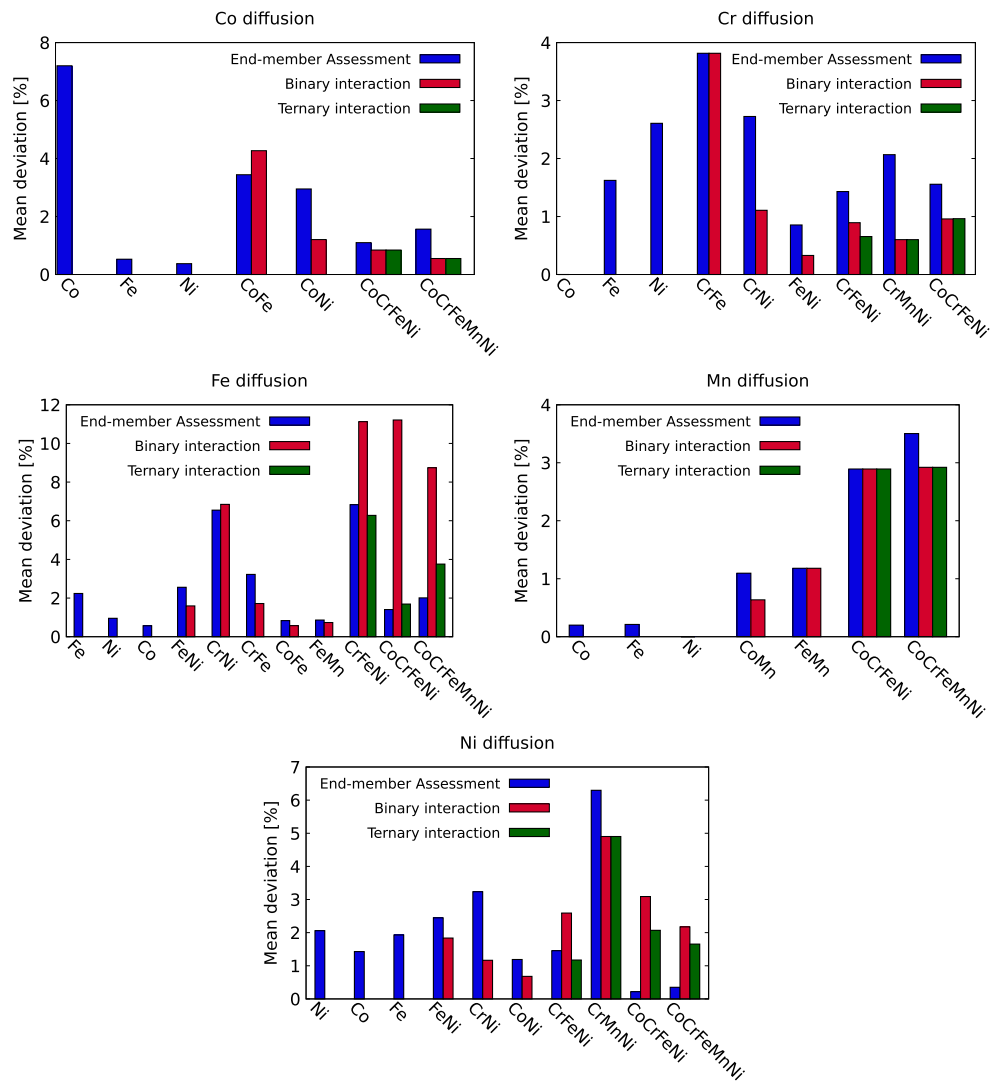 Co diffusion
Mean deviation [%]
8
6
4
2
0
End-member Assessment
Binary interaction
Ternary interaction
Co
Fe
Ni
CoFe
CoNi
CoCrFeNi
CoCrFeMnNi
Cr diffusion
Mean deviation [%]
4
3
2
1
0
End-member Assessment
Binary interaction
Ternary interaction
Co
Fe
Ni
CrFe
CrNi
FeNi
CrFeNi
CrMnNi
CoCrFeNi
Fe diffusion
Mean deviation [%]
12
10
8
6
4
2
0
End-member Assessment
Binary interaction
Ternary interaction
Fe
Ni
Co
FeNi
CrNi
CrFe
CoFe
FeMn
CrFeNi
CoCrFeNi
CoCrFeMnNi
Mn diffusion
Mean deviation [%]
4
3
2
1
0
End-member Assessment
Binary interaction
Ternary interaction
Co
Fe
Ni
CoMn
FeMn
CoCrFeNi
CoCrFeMnNi
Ni diffusion
Mean deviation [%]
7
6
5
4
3
2
1
0
End-member Assessment
Binary interaction
Ternary interaction
Ni
Co
Fe
FeNi
CrNi
CoNi
CrFeNi
CrMnNi
CoCrFeNi
CoCrFeMnNi